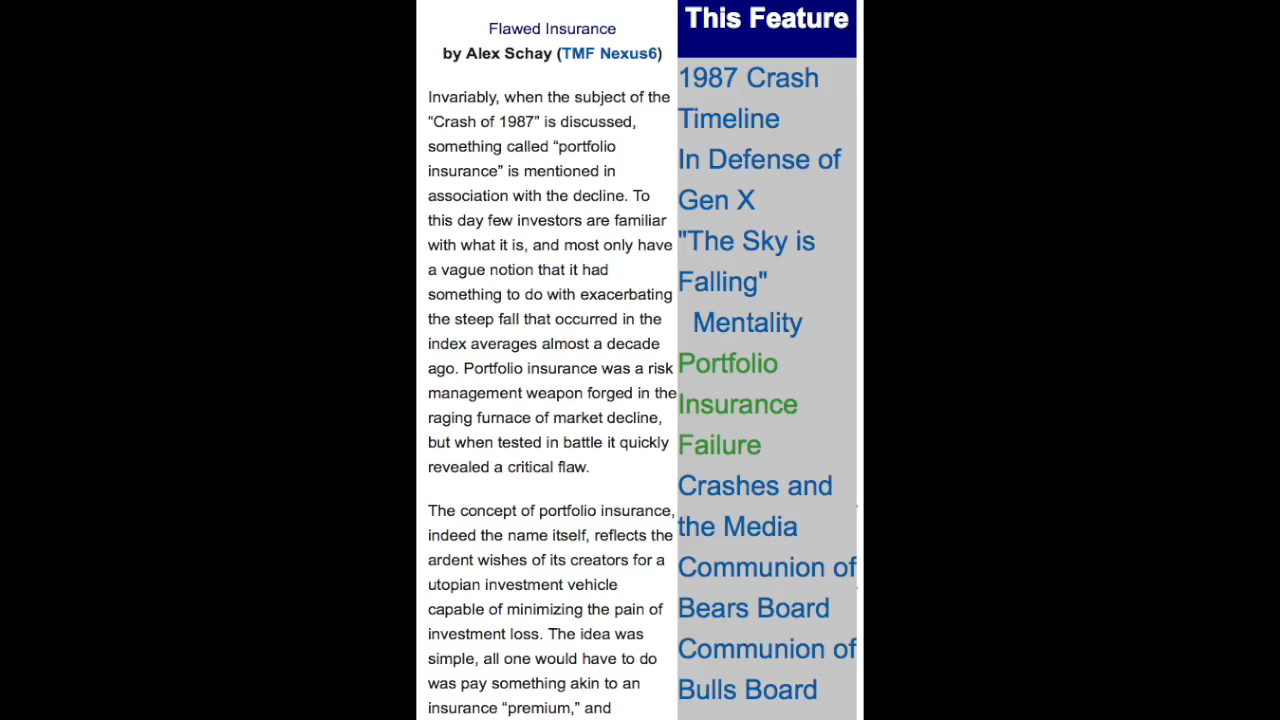 Flawed Insurance
by Alex Schay (TMF Nexus6)
Invariably, when the subject of the
“Crash of 1987” is discussed,
something called “portfolio
insurance” is mentioned in
association with the decline. To
this day few investors are familiar
with what it is, and most only have
a vague notion that it had
something to do with exacerbating
the steep fall that occurred in the
index averages almost a decade
ago. Portfolio insurance was a risk
management weapon forged in the
raging furnace of market decline,
but when tested in battle it quickly
revealed a critical flaw.
The concept of portfolio insurance,
indeed the name itself, reflects the
ardent wishes of its creators for a
utopian investment vehicle
capable of minimizing the pain of
investment loss. The idea was
simple, all one would have to do
was pay something akin to an
insurance “premium,” and
This Feature
1987 Crash
Timeline
In Defense of
Gen X
"The Sky is
Falling"
Mentality
Portfolio
Insurance
Failure
Crashes and
the Media
Communion of
Bears Board
Communion of
Bulls Board